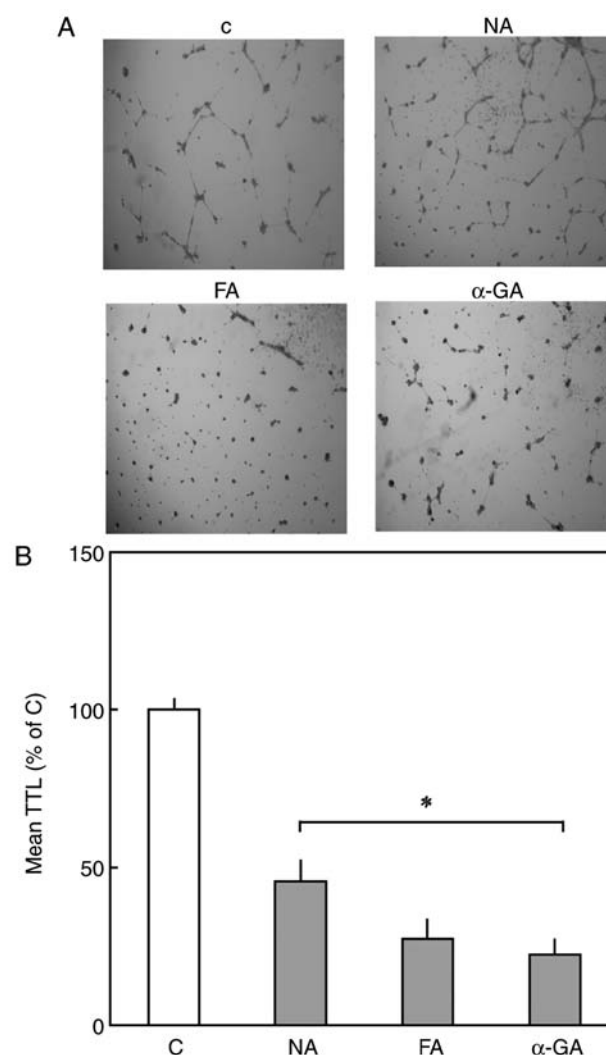 A
c
NA
FA
α-GA
B
150
100
50
0
Mean TTL (% of C)
*
C
NA
FA
α-GA